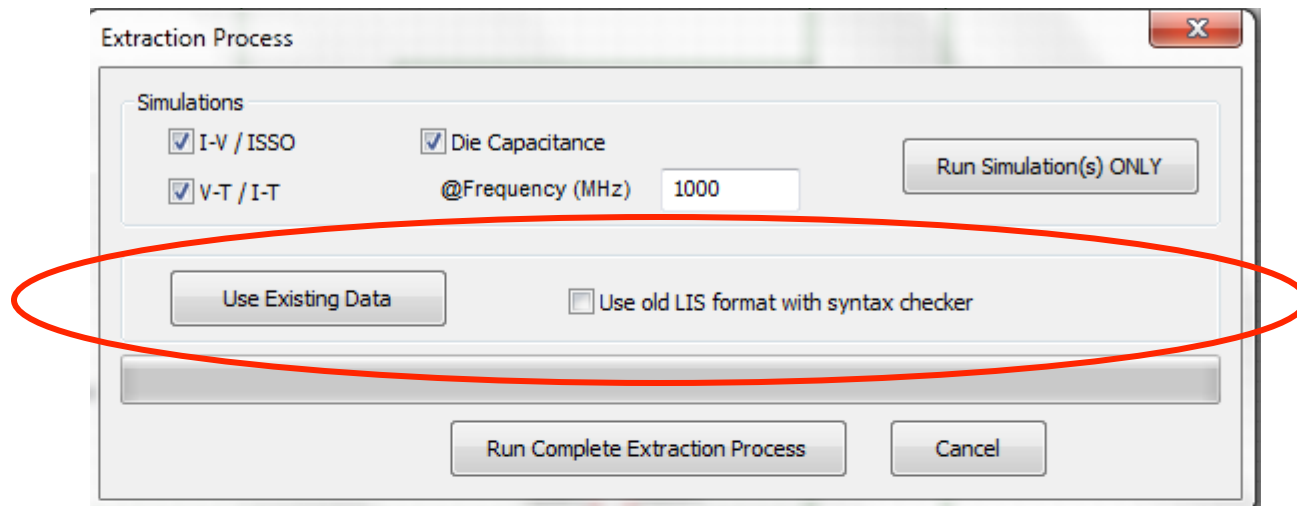 Extraction Process
X
Simulations
I-V / ISSO
Die Capacitance
Run Simulation(s) ONLY
V-T / I-T
@Frequency (MHz)
1000
Use Existing Data
Use old LIS format with syntax checker
Run Complete Extraction Process
Cancel